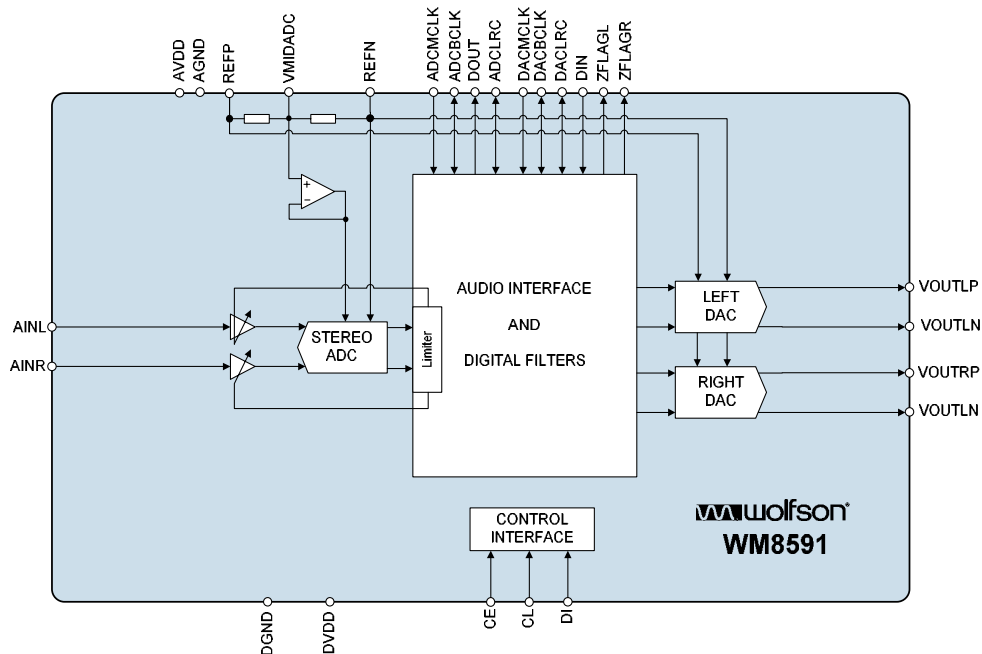 AVDD
AGND
REFP
VMIDADC
REFN
ADCMCLK
ADCBCLK
DOUT
ADCLRC
DACMCLK
DACBCLK
DACLRC
DIN
ZFLAGL
ZFLAGR
+
−
AINL
AINR
STEREO
ADC
Limiter
AUDIO INTERFACE
AND
DIGITAL FILTERS
LEFT
DAC
RIGHT
DAC
VOUTLP
VOUTLN
VOUTRP
VOUTLN
CONTROL
INTERFACE
wolfson®
WM8591
DGND
DVDD
CE
CL
DI